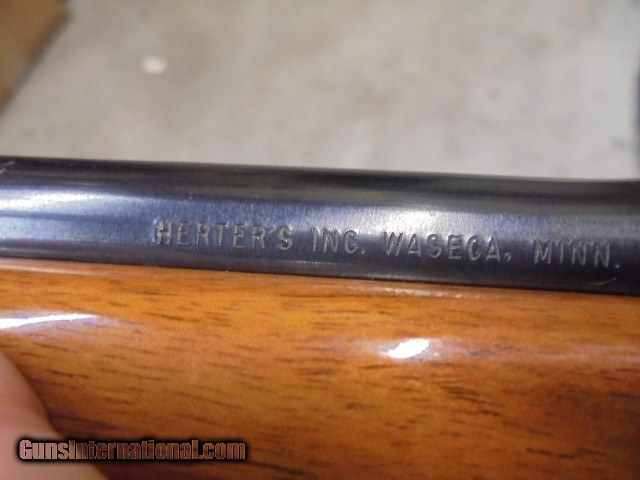 HERTER'S INC. WASECA, MINN.
GunsInternational.com